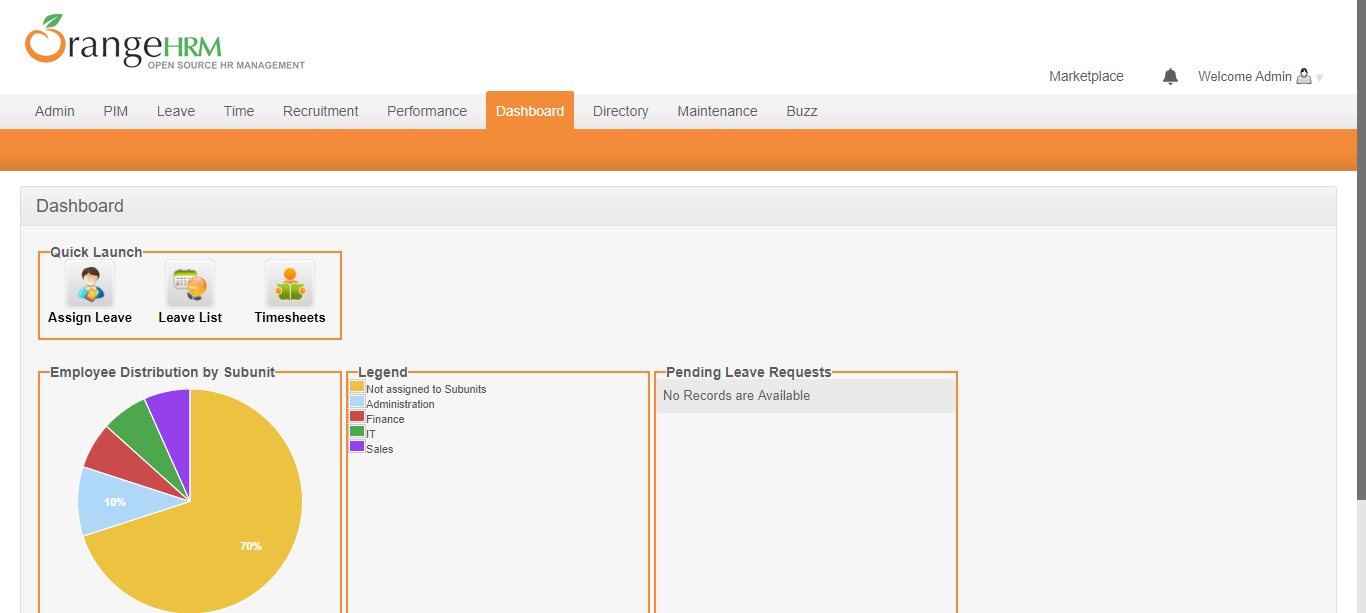 OrangeHRM
OPEN SOURCE HR MANAGEMENT
Marketplace
Welcome Admin
Admin PIM Leave Time Recruitment Performance Dashboard Directory Maintenance Buzz
Dashboard
Quick Launch
Assign Leave Leave List Timesheets
Employee Distribution by Subunit
10%
70%
Legend
Not assigned to Subunits
Administration
Finance
IT
Sales
Pending Leave Requests
No Records are Available